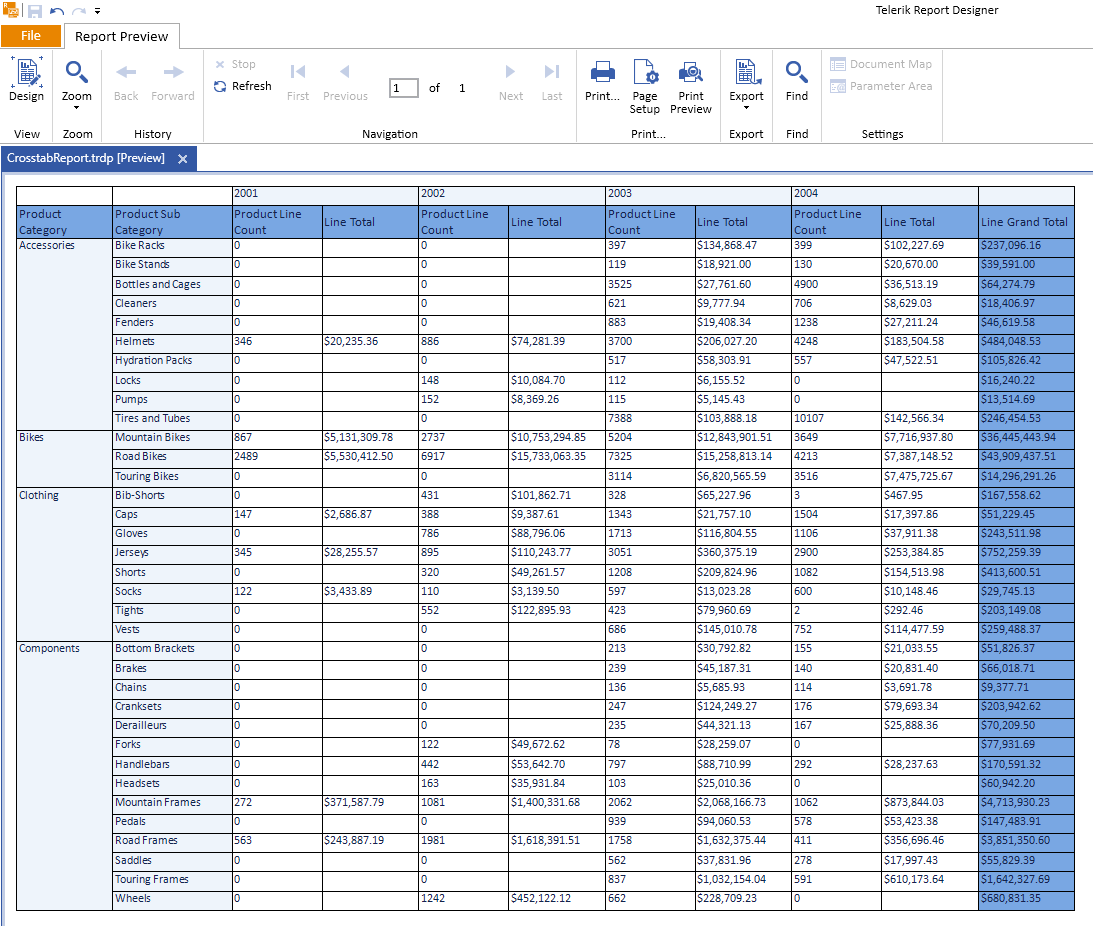 Telerik Report Designer
File Report Preview
Design Zoom Back Forward Stop Refresh First Previous 1 of 1 Next Last Print... Page Setup Print Preview Export Find Document Map Parameter Area
View Zoom History Navigation Print... Export Find Settings
CrosstabReport.trdp [Preview] ×
2001 2002 2003 2004
Product Category Product Sub Category Product Line Count Line Total Product Line Count Line Total Product Line Count Line Total Product Line Count Line Total Line Grand Total
Accessories Bike Racks 0 0 397 $134,868.47 399 $102,227.69 $237,096.16
Bike Stands 0 0 119 $18,921.00 130 $20,670.00 $39,591.00
Bottles and Cages 0 0 3525 $27,761.60 4900 $36,513.19 $64,274.79
Cleaners 0 0 621 $9,777.94 706 $8,629.03 $18,406.97
Fenders 0 0 883 $19,408.34 1238 $27,211.24 $46,619.58
Helmets 346 $20,235.36 886 $74,281.39 3700 $206,027.20 4248 $183,504.58 $484,048.53
Hydration Packs 0 0 517 $58,303.91 557 $47,522.51 $105,826.42
Locks 0 148 $10,084.70 112 $6,155.52 0 $16,240.22
Pumps 0 152 $8,369.26 115 $5,145.43 0 $13,514.69
Tires and Tubes 0 0 7388 $103,888.18 10107 $142,566.34 $246,454.53
Bikes Mountain Bikes 867 $5,131,309.78 2737 $10,753,294.85 5204 $12,843,901.51 3649 $7,716,937.80 $36,445,443.94
Road Bikes 2489 $5,530,412.50 6917 $15,733,063.35 7325 $15,258,813.14 4213 $7,387,148.52 $43,909,437.51
Touring Bikes 0 0 3114 $6,820,565.59 3516 $7,475,725.67 $14,296,291.26
Clothing Bib-Shorts 0 431 $101,862.71 328 $65,227.96 3 $467.95 $167,558.62
Caps 147 $2,686.87 388 $9,387.61 1343 $21,757.10 1504 $17,397.86 $51,229.45
Gloves 0 786 $88,796.06 1713 $116,804.55 1106 $37,911.38 $243,511.98
Jerseys 345 $28,255.57 895 $110,243.77 3051 $360,375.19 2900 $253,384.85 $752,259.39
Shorts 0 320 $49,261.57 1208 $209,824.96 1082 $154,513.98 $413,600.51
Socks 122 $3,433.89 110 $3,139.50 597 $13,023.28 600 $10,148.46 $29,745.13
Tights 0 552 $122,895.93 423 $79,960.69 2 $292.46 $203,149.08
Vests 0 0 686 $145,010.78 752 $114,477.59 $259,488.37
Components Bottom Brackets 0 0 213 $30,792.82 155 $21,033.55 $51,826.37
Brakes 0 0 239 $45,187.31 140 $20,831.40 $66,018.71
Chains 0 0 136 $5,685.93 114 $3,691.78 $9,377.71
Cranksets 0 0 247 $124,249.27 176 $79,693.34 $203,942.62
Derailleurs 0 0 235 $44,321.13 167 $25,888.36 $70,209.50
Forks 0 122 $49,672.62 78 $28,259.07 0 $77,931.69
Handlebars 0 442 $53,642.70 797 $88,710.99 292 $28,237.63 $170,591.32
Headsets 0 163 $35,931.84 103 $25,010.36 0 $60,942.20
Mountain Frames 272 $371,587.79 1081 $1,400,331.68 2062 $2,068,166.73 1062 $873,844.03 $4,713,930.23
Pedals 0 0 939 $94,060.53 578 $53,423.38 $147,483.91
Road Frames 563 $243,887.19 1981 $1,618,391.51 1758 $1,632,375.44 411 $356,696.46 $3,851,350.60
Saddles 0 0 562 $37,831.96 278 $17,997.43 $55,829.39
Touring Frames 0 0 837 $1,032,154.04 591 $610,173.64 $1,642,327.69
Wheels 0 1242 $452,122.12 662 $228,709.23 0 $680,831.35